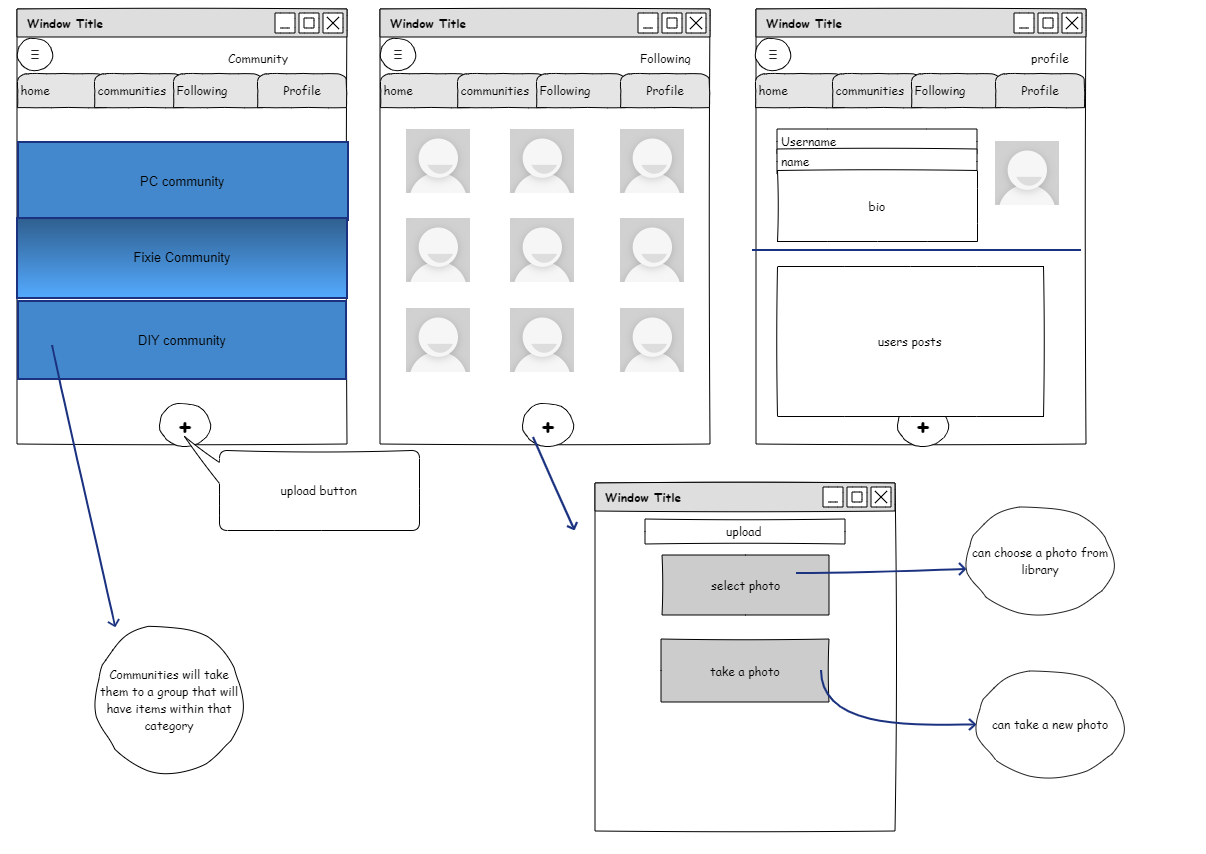 Window Title
☰
Community
home communities Following Profile
PC community
Fixie Community
DIY community
+
upload button
Communities will take
them to a group that will
have items within that
category
Window Title
☰
Following
home communities Following Profile
+
Window Title
☰
profile
home communities Following Profile
Username
name
bio
users posts
+
Window Title
upload
select photo
take a photo
can choose a photo from
library
can take a new photo